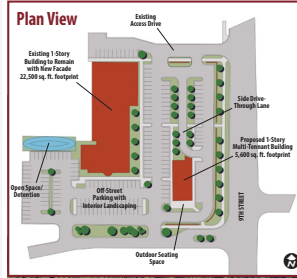 Plan View
Existing
Access Drive
Existing 1-Story
Building to Remain
with New Facade
22,500 sq. ft. footprint
Side Drive-
Through Lane
Proposed 1-Story
Multi-Tennant Building
5,600 sq. ft. footprint
Open Space/
Detention
Off-Street
Parking with
Interior Landscaping
9TH STREET
Outdoor Seating
Space
N